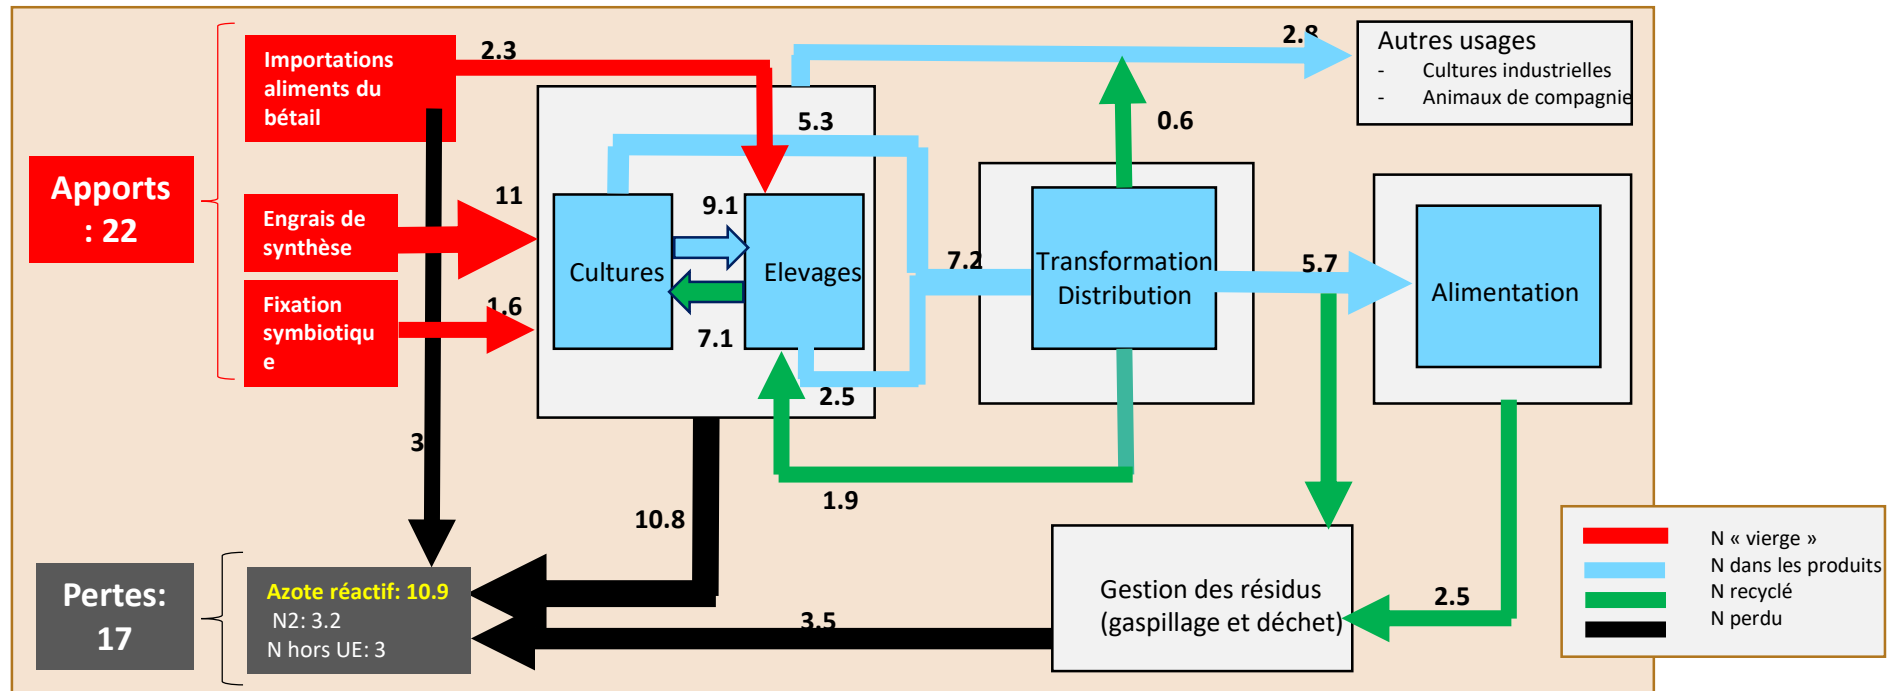 Apports
: 22
Importations
aliments du
bétail
Engrais de
synthèse
Fixation
symbiotiqu
e
2.3
11
1.6
3
Cultures
Elevages
9.1
7.1
5.3
2.5
7.2
Transformation
Distribution
1.9
0.6
2.8
Autres usages
- Cultures industrielles
- Animaux de compagnie
5.7
Alimentation
2.5
Gestion des résidus
(gaspillage et déchet)
3.5
10.8
Pertes:
17
Azote réactif: 10.9
N2: 3.2
N hors UE: 3
N « vierge »
N dans les produits
N recyclé
N perdu